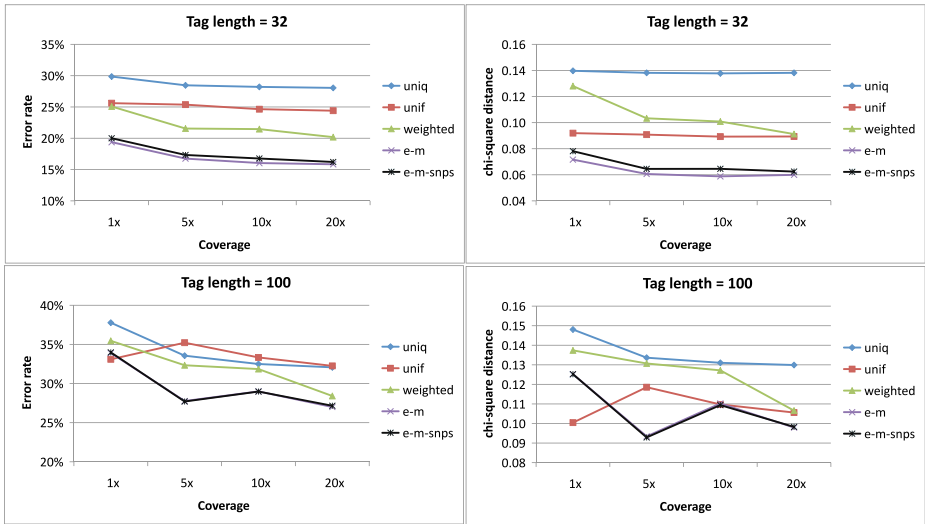 Tag length = 32
35%
30%
25%
20%
15%
10%
Error rate
1x 5x 10x 20x
Coverage
uniq
unif
weighted
e-m
e-m-snps
Tag length = 32
0.16
0.14
0.12
0.10
0.08
0.06
0.04
chi-square distance
1x 5x 10x 20x
Coverage
uniq
unif
weighted
e-m
e-m-snps
Tag length = 100
40%
35%
30%
25%
20%
Error rate
1x 5x 10x 20x
Coverage
uniq
unif
weighted
e-m
e-m-snps
Tag length = 100
0.16
0.15
0.14
0.13
0.12
0.11
0.10
0.09
0.08
chi-square distance
1x 5x 10x 20x
Coverage
uniq
unif
weighted
e-m
e-m-snps